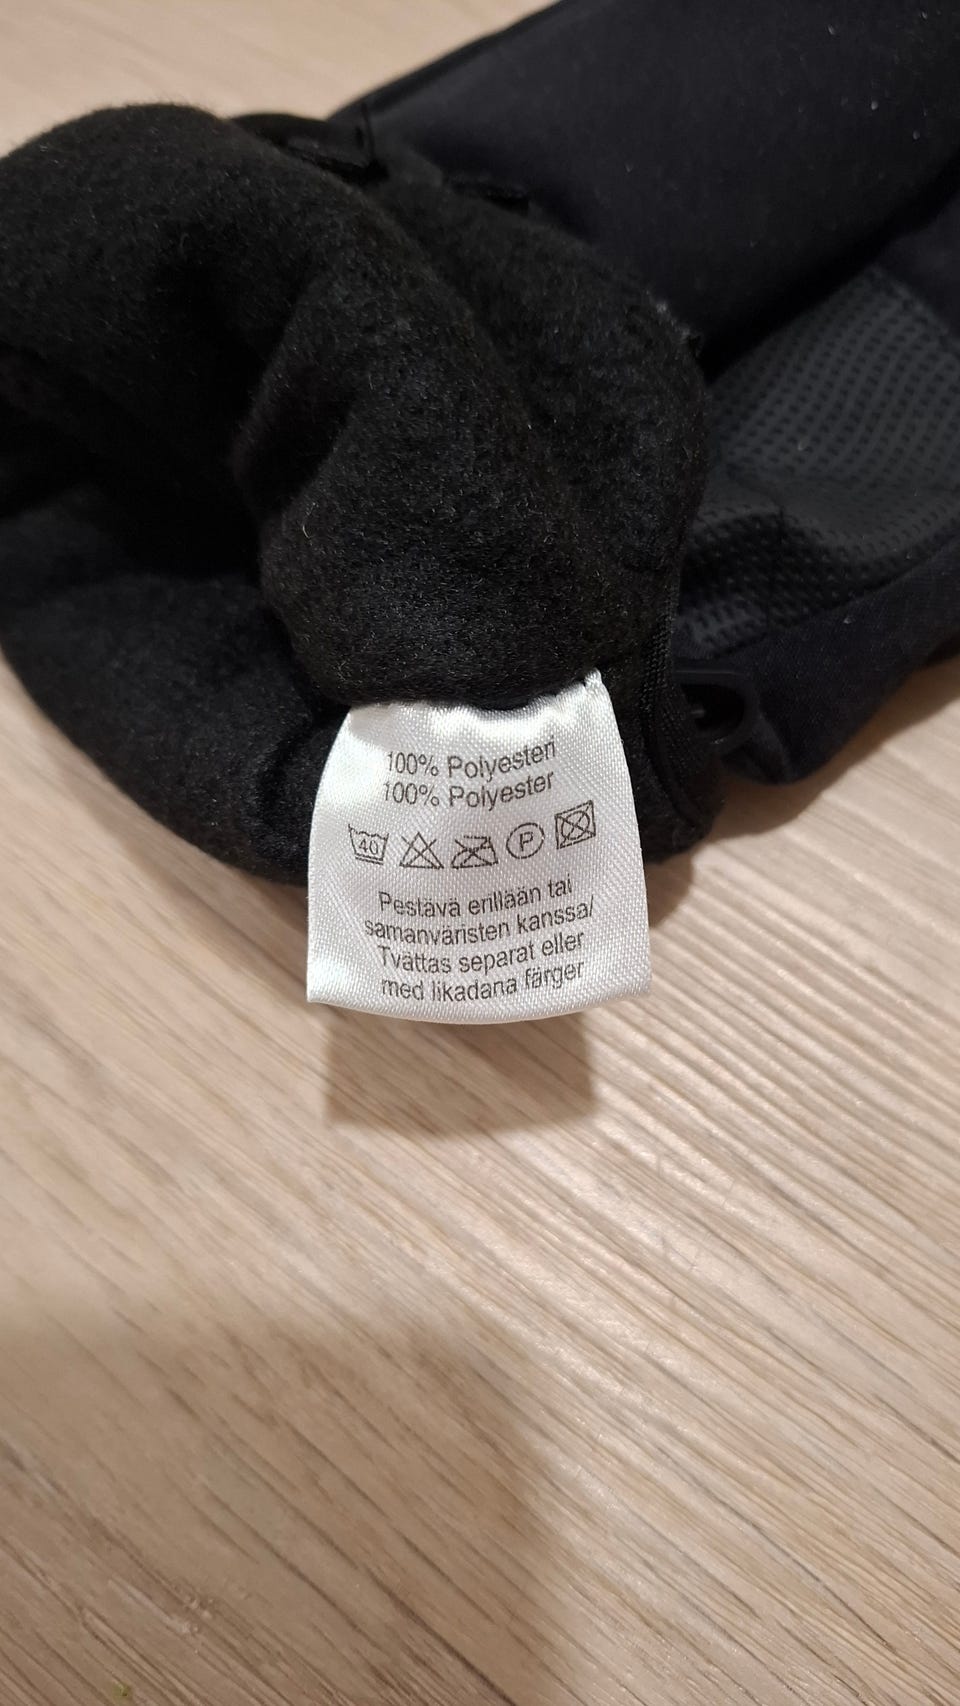 100% Polyesteri
100% Polyester
40 P
Pestävä erillään tai
samanväristen kanssa/
Tvättas separat eller
med likadana färger